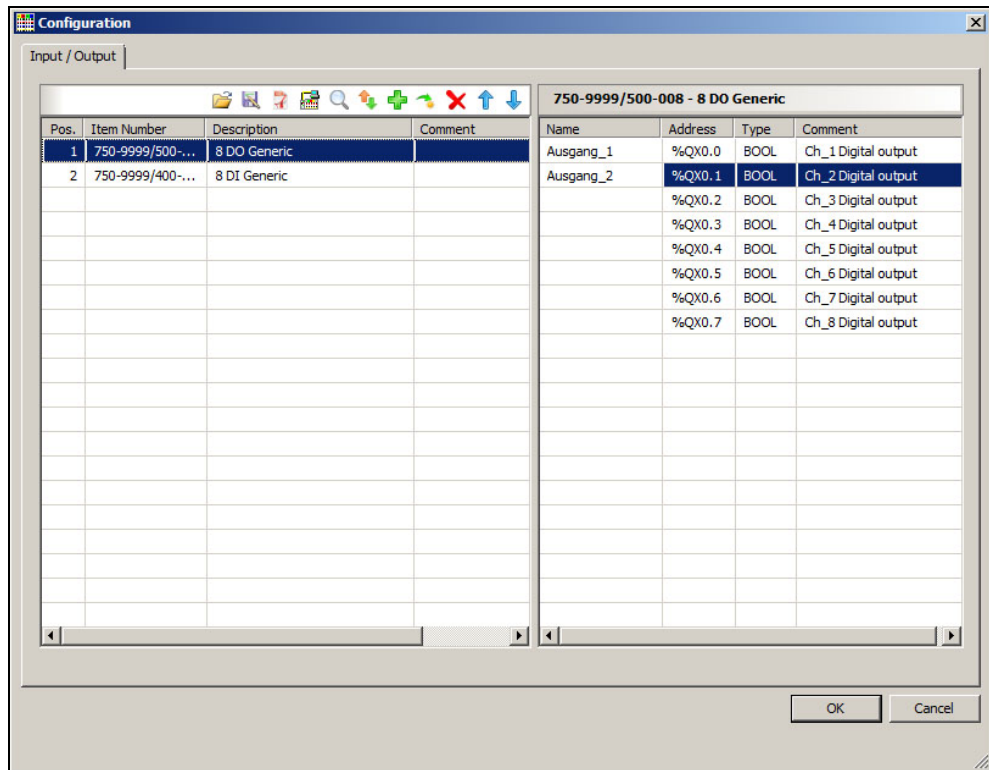 Configuration
Input / Output
750-9999/500-008 - 8 DO Generic
Pos. Item Number Description Comment
1 750-9999/500-... 8 DO Generic
2 750-9999/400-... 8 DI Generic
Name Address Type Comment
Ausgang_1 %QX0.0 BOOL Ch_1 Digital output
Ausgang_2 %QX0.1 BOOL Ch_2 Digital output
%QX0.2 BOOL Ch_3 Digital output
%QX0.3 BOOL Ch_4 Digital output
%QX0.4 BOOL Ch_5 Digital output
%QX0.5 BOOL Ch_6 Digital output
%QX0.6 BOOL Ch_7 Digital output
%QX0.7 BOOL Ch_8 Digital output
OK Cancel